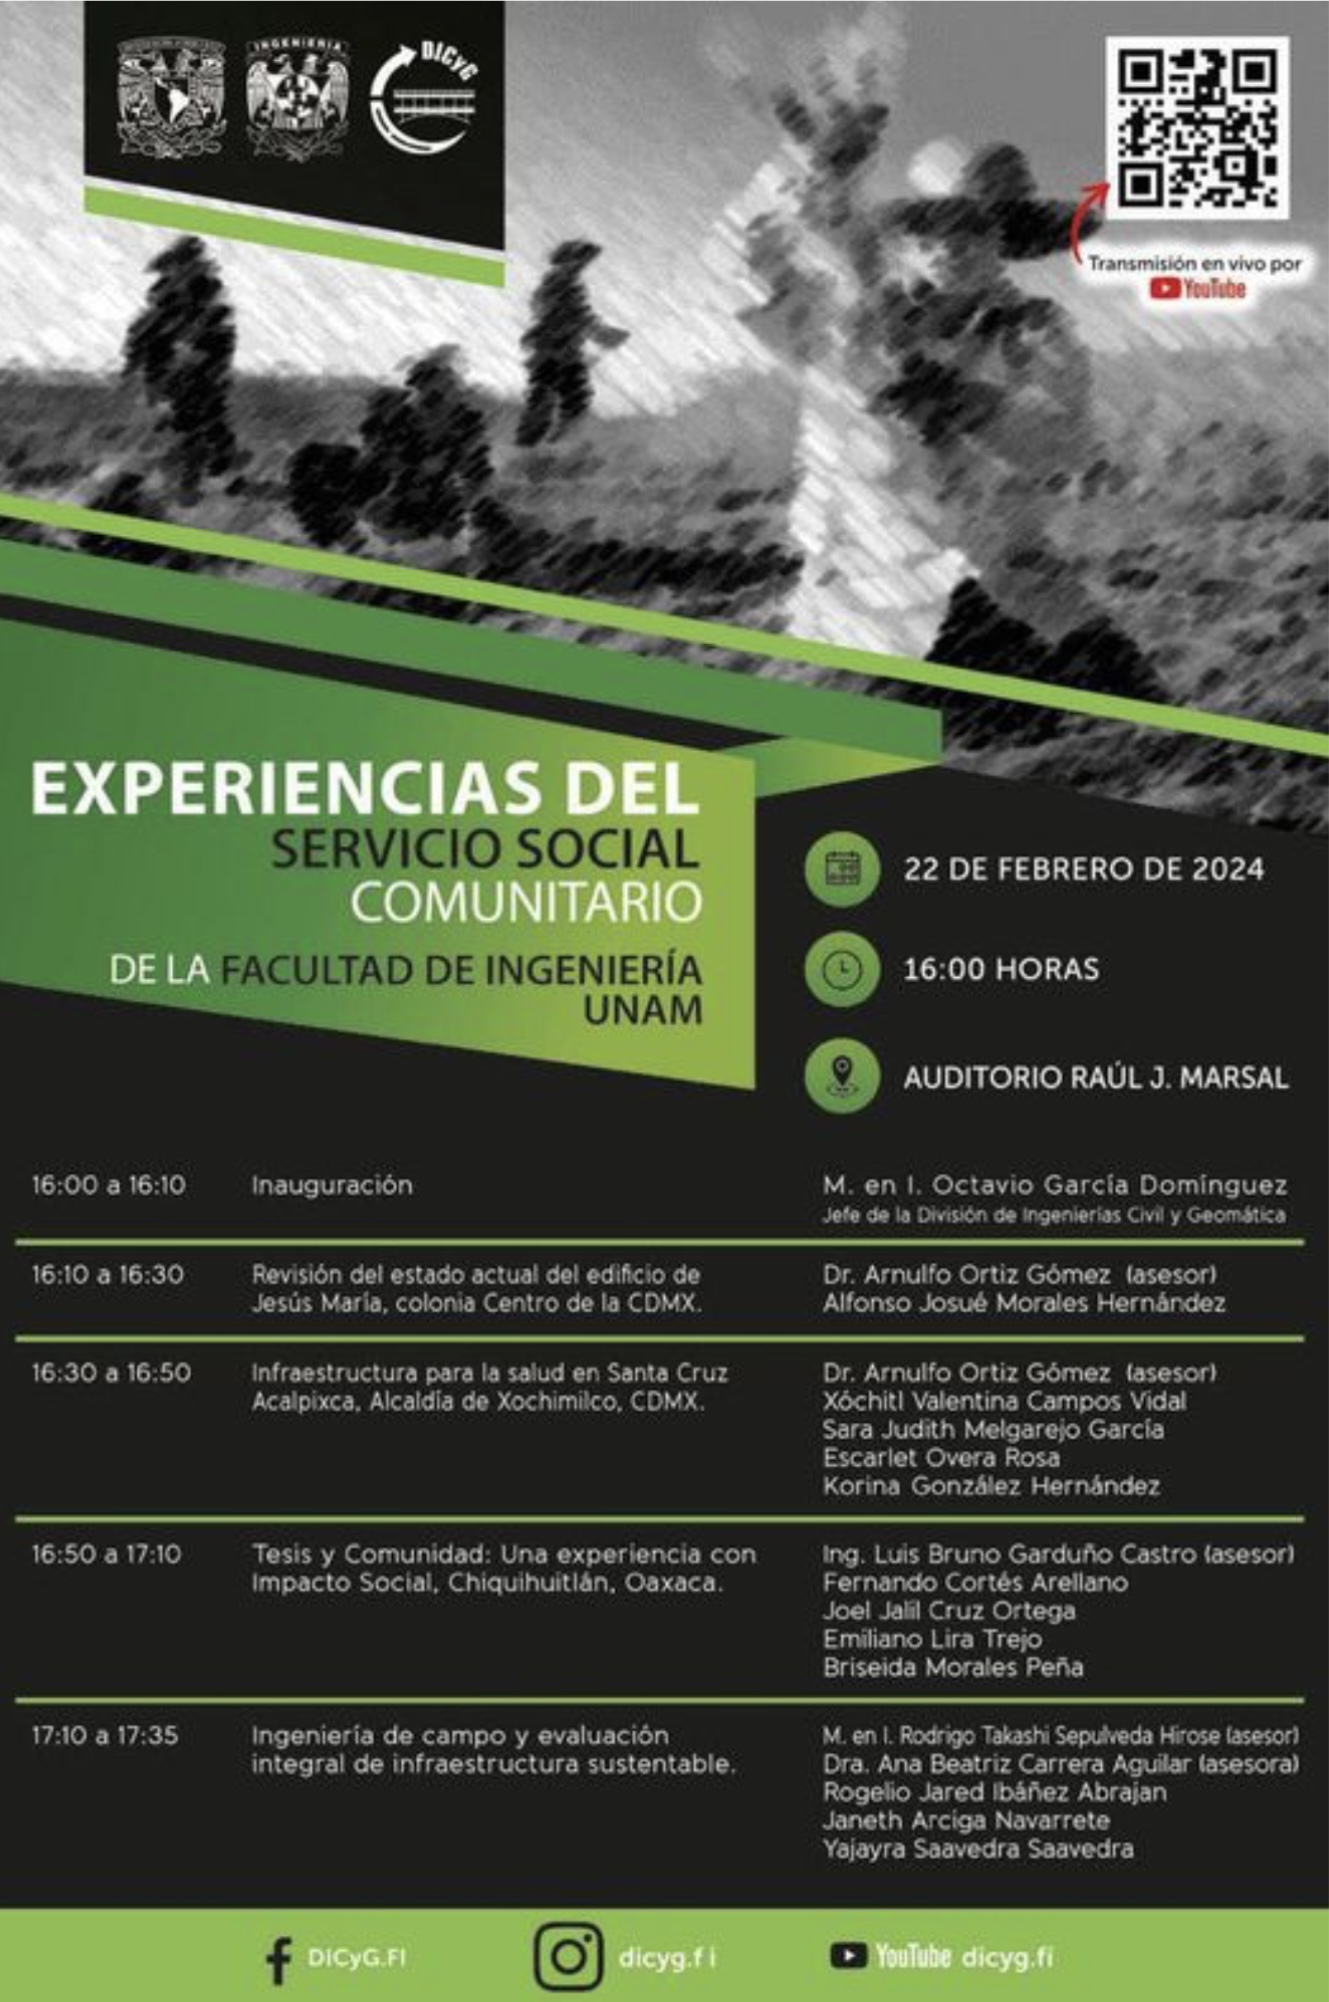 INGENIERIA
DICyG
Transmisión en vivo por
YouTube
EXPERIENCIAS DEL
SERVICIO SOCIAL
COMUNITARIO
DE LA FACULTAD DE INGENIERÍA
UNAM
22 DE FEBRERO DE 2024
16:00 HORAS
AUDITORIO RAÚL J. MARSAL
16:00 a 16:10
Inauguración
M. en I. Octavio García Domínguez
Jefe de la División de Ingenierías Civil y Geomática
16:10 a 16:30
Revisión del estado actual del edificio de
Jesús María, colonia Centro de la CDMX.
Dr. Arnulfo Ortiz Gómez (asesor)
Alfonso Josué Morales Hernández
16:30 a 16:50
Infraestructura para la salud en Santa Cruz
Acalpixca, Alcaldía de Xochimilco, CDMX.
Dr. Arnulfo Ortiz Gómez (asesor)
Xóchitl Valentina Campos Vidal
Sara Judith Melgarejo García
Escarlet Overa Rosa
Korina González Hernández
16:50 a 17:10
Tesis y Comunidad: Una experiencia con
Impacto Social, Chiquihuitlán, Oaxaca.
Ing. Luis Bruno Garduño Castro (asesor)
Fernando Cortés Arellano
Joel Jalil Cruz Ortega
Emiliano Lira Trejo
Briseida Morales Peña
17:10 a 17:35
Ingeniería de campo y evaluación
integral de infraestructura sustentable.
M. en I. Rodrigo Takashi Sepulveda Hirose (asesor)
Dra. Ana Beatriz Carrera Aguilar (asesora)
Rogelio Jared Ibáñez Abrajan
Janeth Arciga Navarrete
Yajayra Saavedra Saavedra
DICyG.FI
dicyg.fi
YouTube dicyg.fi